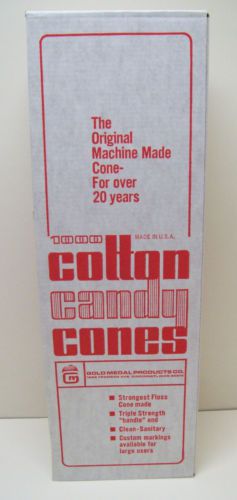 The
Original
Machine Made
Cone-
For over
20 years
1000
MADE IN U.S.A.
cotton
candy
cones
GOLD MEDAL PRODUCTS CO.
Strongest Floss
Cone made
Triple Strength
"handle" end
Clean-Sanitary
Custom markings
available for
large users